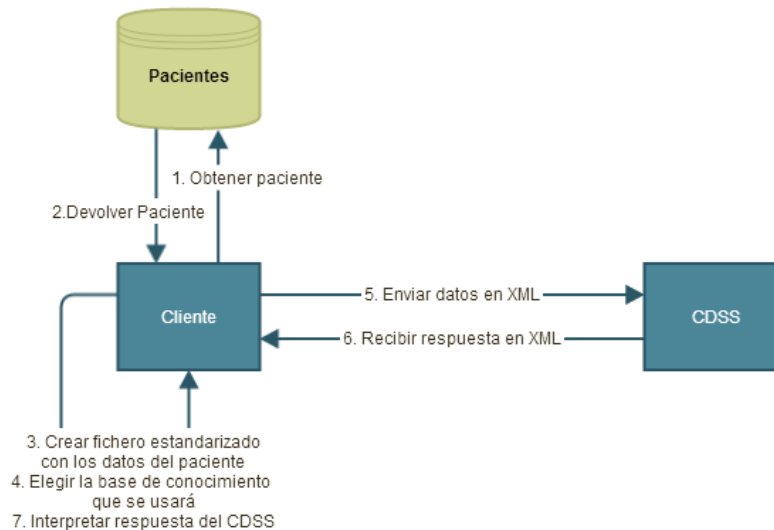 Pacientes
1. Obtener paciente
2.Devolver Paciente
Cliente
5. Enviar datos en XML
CDSS
6. Recibir respuesta en XML
3. Crear fichero estandarizado
con los datos del paciente
4. Elegir la base de conocimiento
que se usará
7. Interpretar respuesta del CDSS